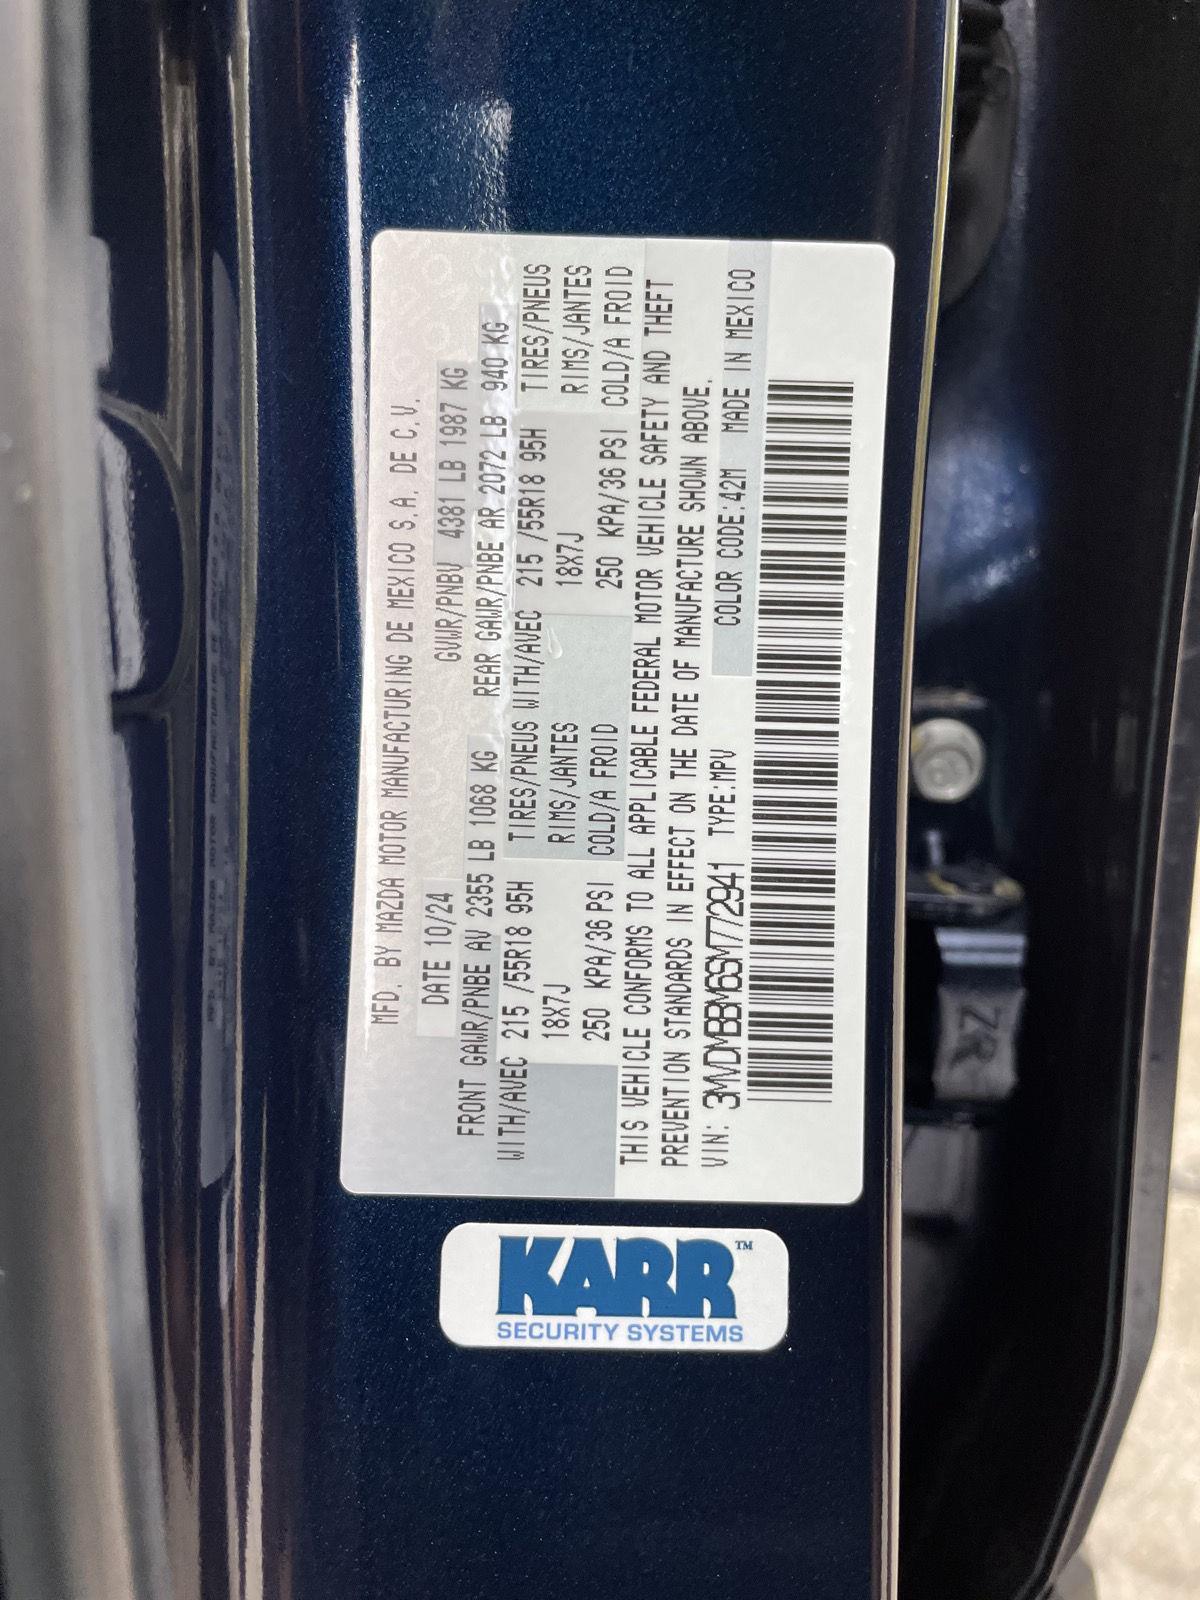 MFD. BY MAZDA MOTOR MANUFACTURING DE MEXICO S.A. DE C.V.
DATE 10/24 GVWR/PNBV 4381 LB 1987 KG
FRONT GAWR/PNBE AV 2355 LB 1068 KG REAR GAWR/PNBE AR 2072 LB 940 KG
WITH/AVEC 215 /55R18 95H TIRES/PNEUS WITH/AVEC 215 /55R18 95H TIRES/PNEUS
18X7J RIMS/JANTES 18X7J RIMS/JANTES
250 KPA/36 PSI COLD/A FROID 250 KPA/36 PSI COLD/A FROID
THIS VEHICLE CONFORMS TO ALL APPLICABLE FEDERAL MOTOR VEHICLE SAFETY AND THEFT
PREVENTION STANDARDS IN EFFECT ON THE DATE OF MANUFACTURE SHOWN ABOVE.
VIN: 3MVDMBBM6SM772941 TYPE:MPV COLOR CODE:42M MADE IN MEXICO
KARR™
SECURITY SYSTEMS
ZR